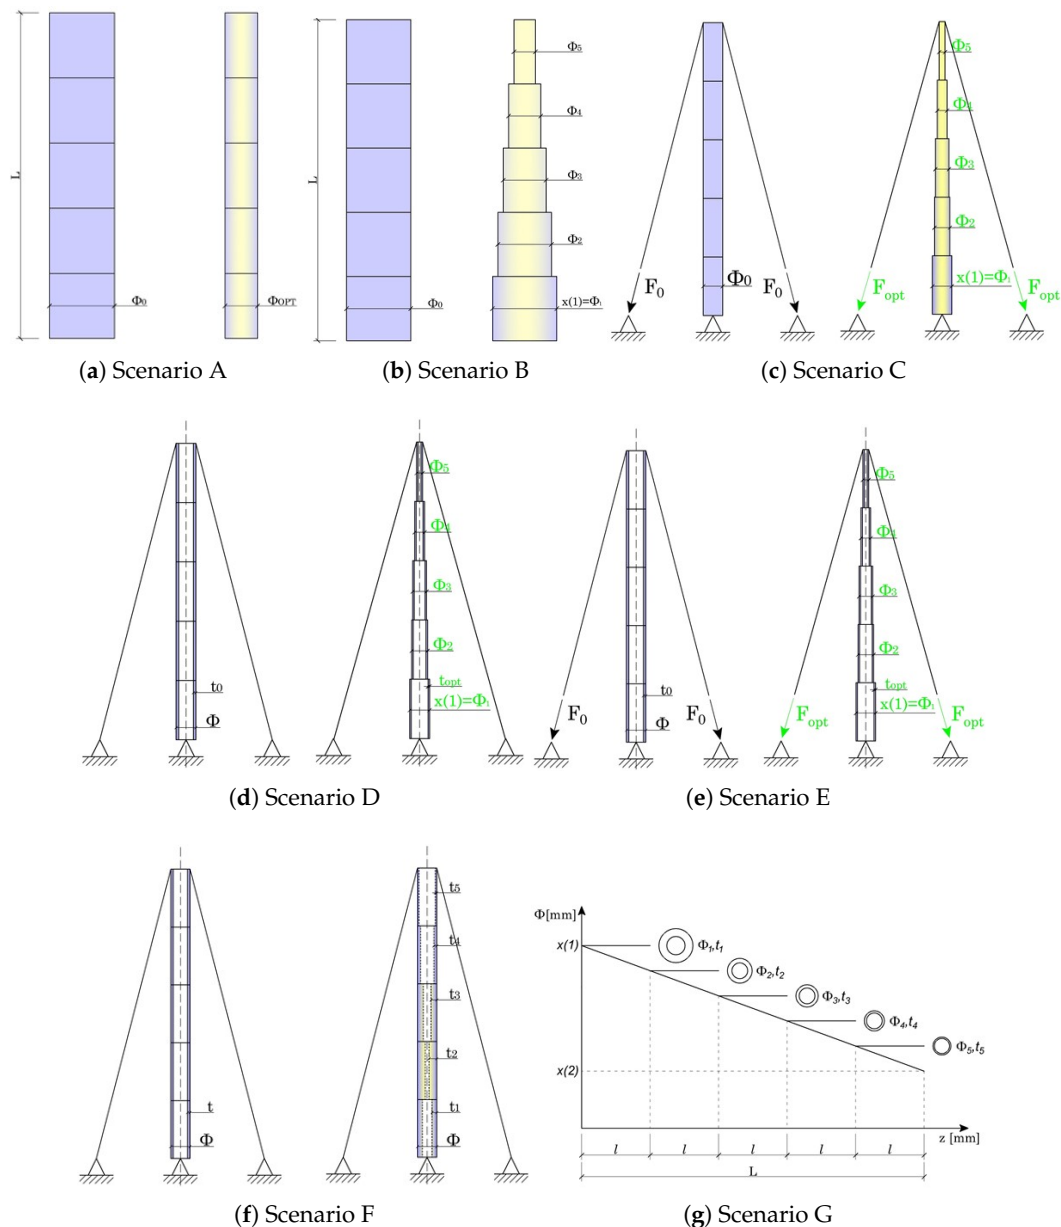 L
Φ₀
ΦOPT
(a) Scenario A
L
Φ₀
Φ₅
Φ₄
Φ₃
Φ₂
x(1)=Φ₁
(b) Scenario B
F₀
Φ₀
F₀
Φ₅
Φ₄
Φ₃
Φ₂
x(1)=Φ₁
Fopt
Fopt
(c) Scenario C
t₀
Φ
Φ₅
Φ₄
Φ₃
Φ₂
topt
x(1)=Φ₁
(d) Scenario D
F₀
t₀
Φ
F₀
Φ₅
Φ₄
Φ₃
Φ₂
topt
x(1)=Φ₁
Fopt
Fopt
(e) Scenario E
t
Φ
t₅
t₄
t₃
t₂
t₁
Φ
(f) Scenario F
Φ[mm]
x(1)
Φ₁,t₁
Φ₂,t₂
Φ₃,t₃
Φ₄,t₄
Φ₅,t₅
x(2)
z [mm]
l l l l l
L
(g) Scenario G